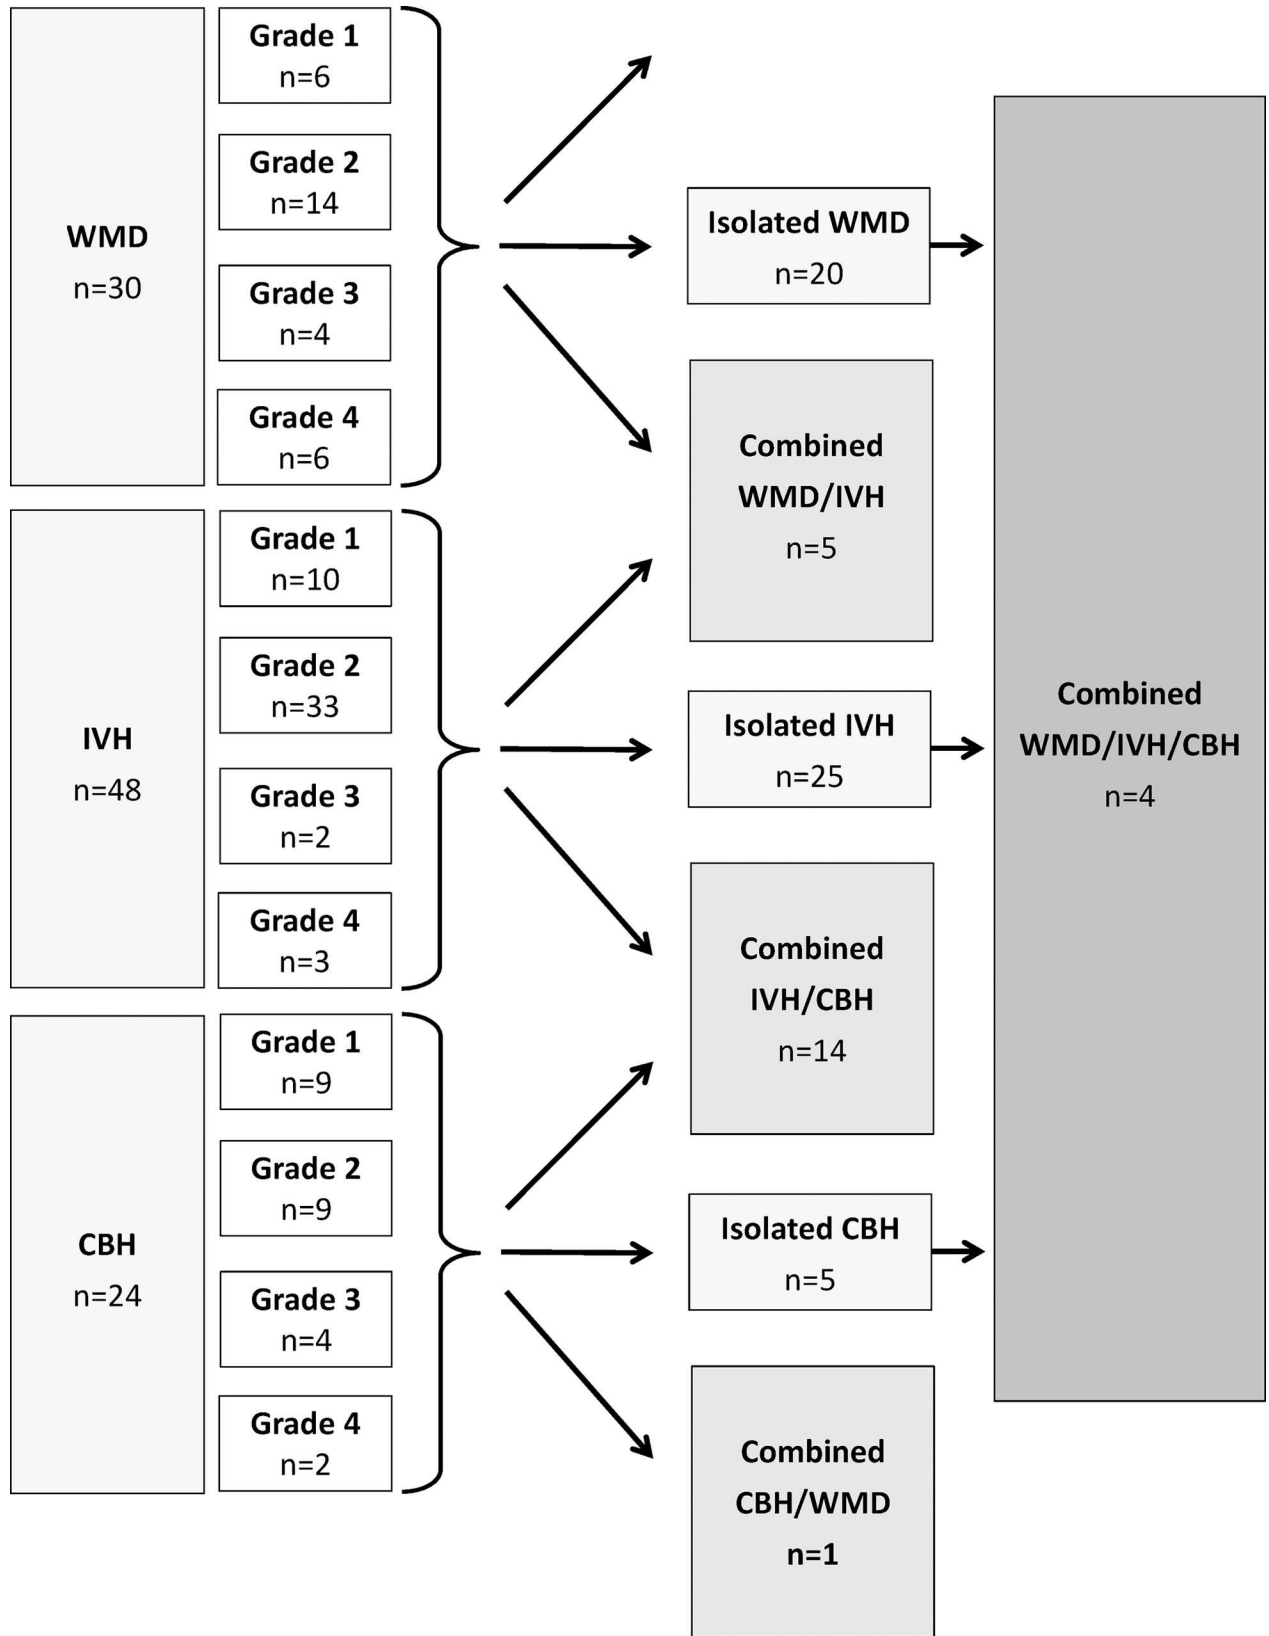 WMD
n=30
Grade 1
n=6
Grade 2
n=14
Grade 3
n=4
Grade 4
n=6
IVH
n=48
Grade 1
n=10
Grade 2
n=33
Grade 3
n=2
Grade 4
n=3
CBH
n=24
Grade 1
n=9
Grade 2
n=9
Grade 3
n=4
Grade 4
n=2
Isolated WMD
n=20
Combined
WMD/IVH
n=5
Isolated IVH
n=25
Combined
IVH/CBH
n=14
Isolated CBH
n=5
Combined
CBH/WMD
n=1
Combined
WMD/IVH/CBH
n=4